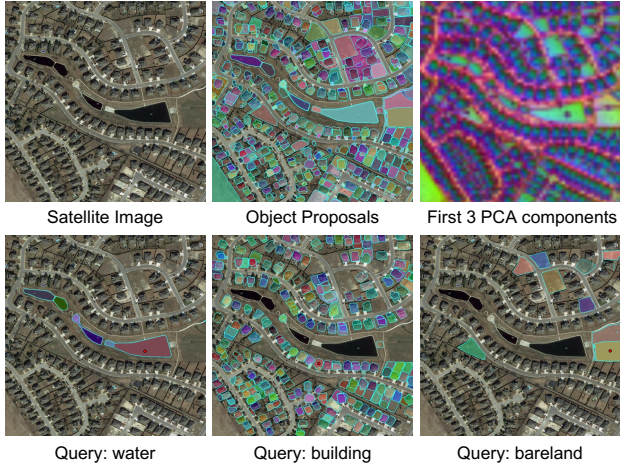 Satellite Image
Object Proposals
First 3 PCA components
Query: water
Query: building
Query: bareland